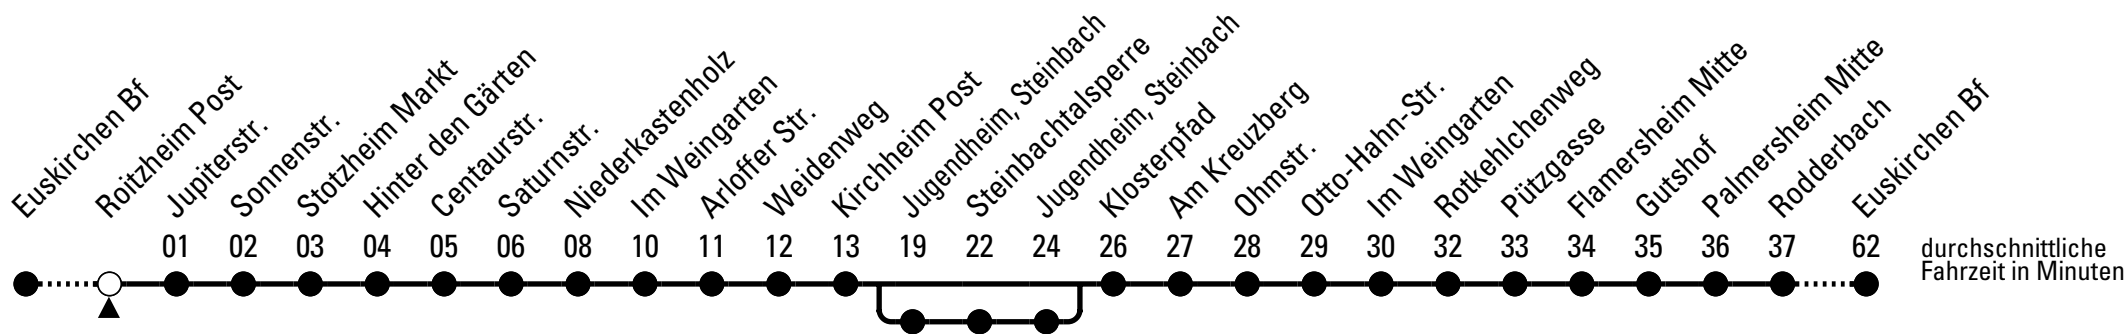 Euskirchen Bf
Roitzheim Post
Jupiterstr.
Sonnenstr.
Stotzheim Markt
Hinter den Gärten
Centaurstr.
Saturnstr.
Niederkastenholz
Im Weingarten
Arloffer Str.
Weidenweg
Kirchheim Post
Jugendheim, Steinbach
Steinbachtalsperre
Jugendheim, Steinbach
Klosterpfad
Am Kreuzberg
Ohmstr.
Otto-Hahn-Str.
Im Weingarten
Rotkehlchenweg
Pützgasse
Flamersheim Mitte
Gutshof
Palmersheim Mitte
Rodderbach
Euskirchen Bf
01 02 03 04 05 06 08 10 11 12 13 19 22 24 26 27 28 29 30 32 33 34 35 36 37 62
durchschnittliche
Fahrzeit in Minuten